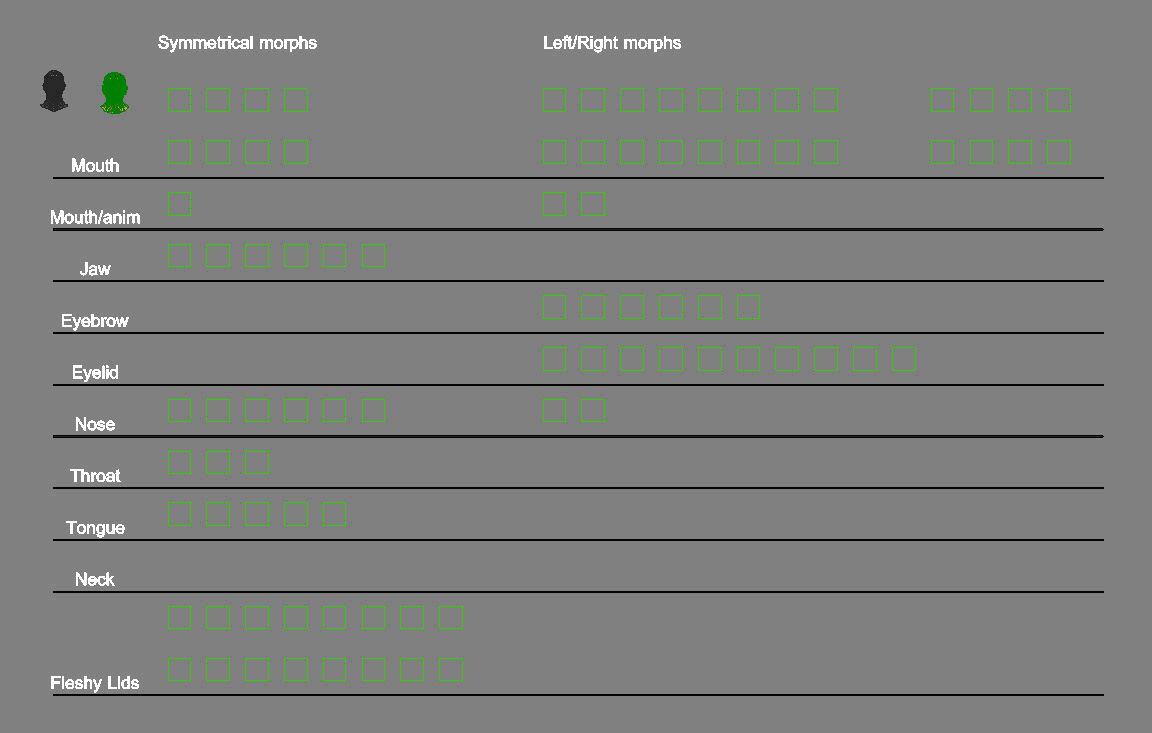 Symmetrical morphs
Left/Right morphs
Mouth
Mouth/anim
Jaw
Eyebrow
Eyelid
Nose
Throat
Tongue
Neck
Fleshy Lids